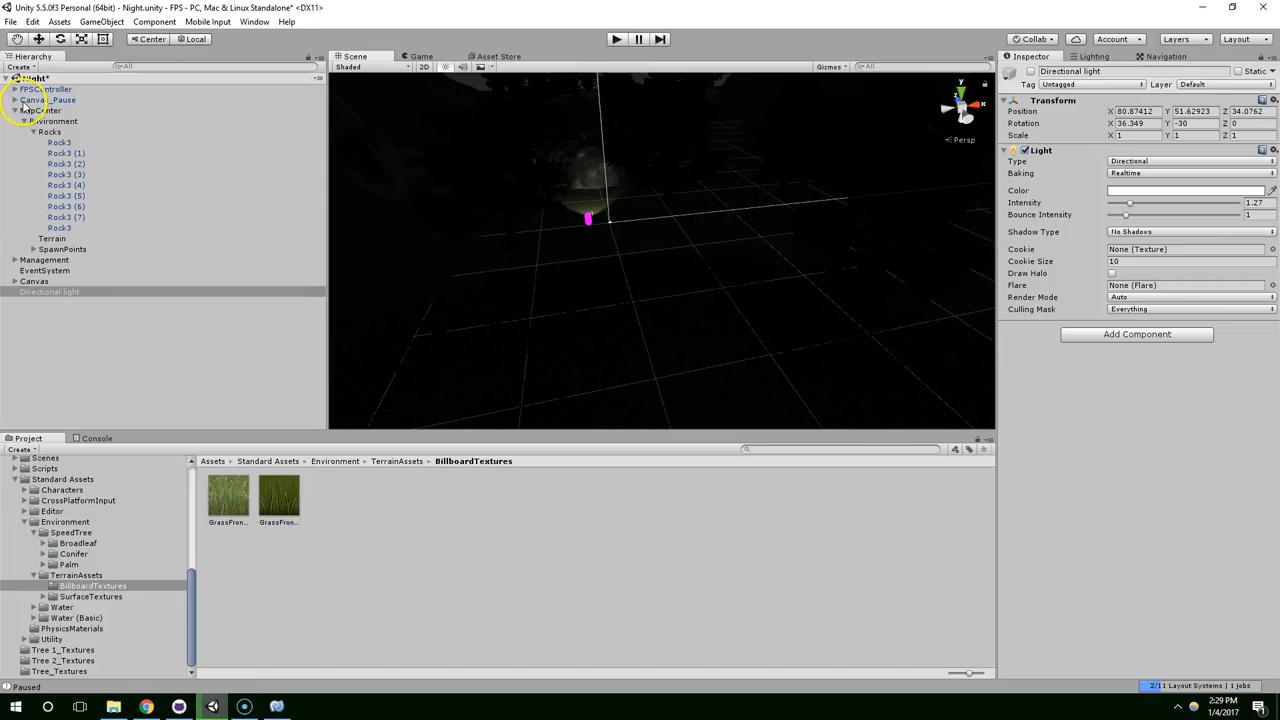 Unity 5.5.0f3 Personal (64bit) - Night.unity - FPS - PC, Mac & Linux Standalone* <DX11>
File Edit Assets GameObject Component Mobile Input Window Help
Center Local Collab Account Layers Layout
Hierarchy Scene Game Asset Store Inspector Lighting Navigation
Create All Shaded 2D Gizmos All Directional light Static
Night* Tag Untagged Layer Default
FPSController
Canvas_Pause
MapCenter
Environment
Rocks
Rock3
Rock3 (1)
Rock3 (2)
Rock3 (3)
Rock3 (4)
Rock3 (5)
Rock3 (6)
Rock3 (7)
Rock3
Terrain
SpawnPoints
Management
EventSystem
Canvas
Directional light
y
x
z
Persp
Transform
Position X 80.87412 Y 51.62923 Z 34.0762
Rotation X 36.349 Y -30 Z 0
Scale X 1 Y 1 Z 1
Light
Type Directional
Baking Realtime
Color
Intensity 1.27
Bounce Intensity 1
Shadow Type No Shadows
Cookie None (Texture)
Cookie Size 10
Draw Halo
Flare None (Flare)
Render Mode Auto
Culling Mask Everything
Add Component
Project Console
Create
Scenes
Scripts
Standard Assets
Characters
CrossPlatformInput
Editor
Environment
SpeedTree
Broadleaf
Conifer
Palm
TerrainAssets
BillboardTextures
SurfaceTextures
Water
Water (Basic)
PhysicsMaterials
Utility
Tree 1_Textures
Tree 2_Textures
Tree_Textures
Assets Standard Assets Environment TerrainAssets BillboardTextures
GrassFron... GrassFron...
Paused
2/11 Layout Systems | 1 jobs
2:29 PM
1/4/2017